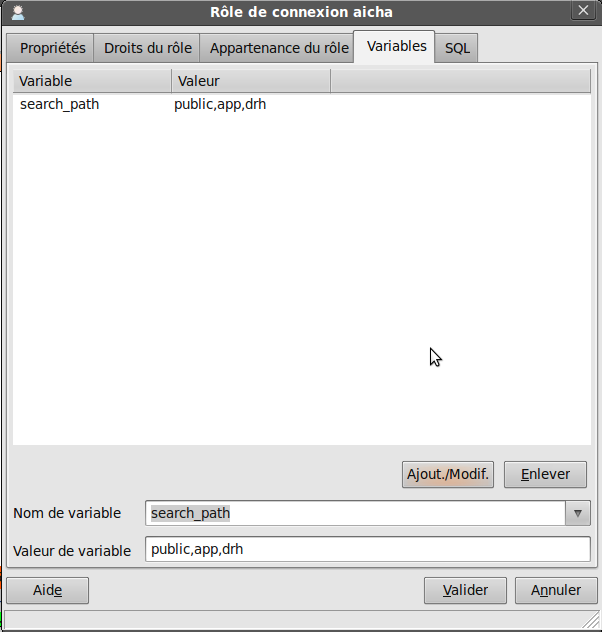 Rôle de connexion aicha
Propriétés Droits du rôle Appartenance du rôle Variables SQL
Variable Valeur
search_path public,app,drh
Ajout./Modif. Enlever
Nom de variable search_path
Valeur de variable public,app,drh
Aide Valider Annuler